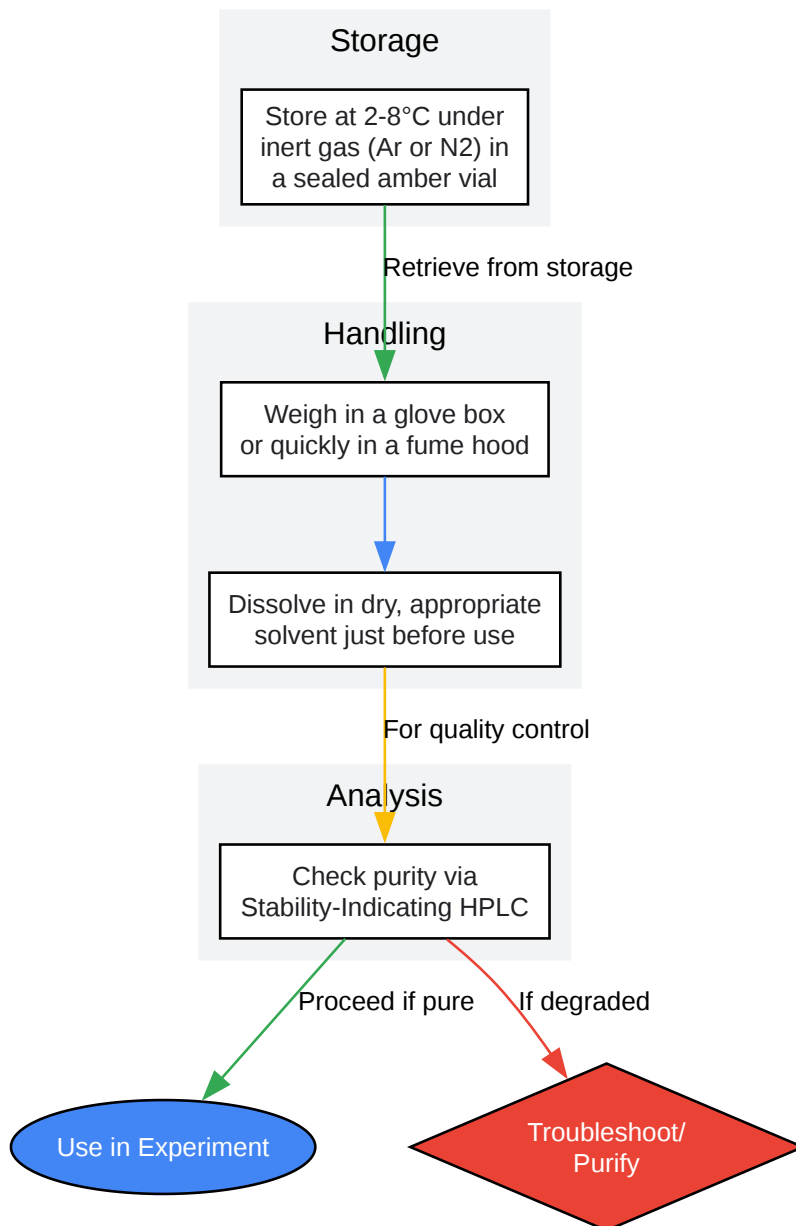 Storage
Store at 2-8°C under
inert gas (Ar or N2) in
a sealed amber vial
Retrieve from storage
Handling
Weigh in a glove box
or quickly in a fume hood
Dissolve in dry, appropriate
solvent just before use
For quality control
Analysis
Check purity via
Stability-Indicating HPLC
Proceed if pure
If degraded
Use in Experiment
Troubleshoot/
Purify